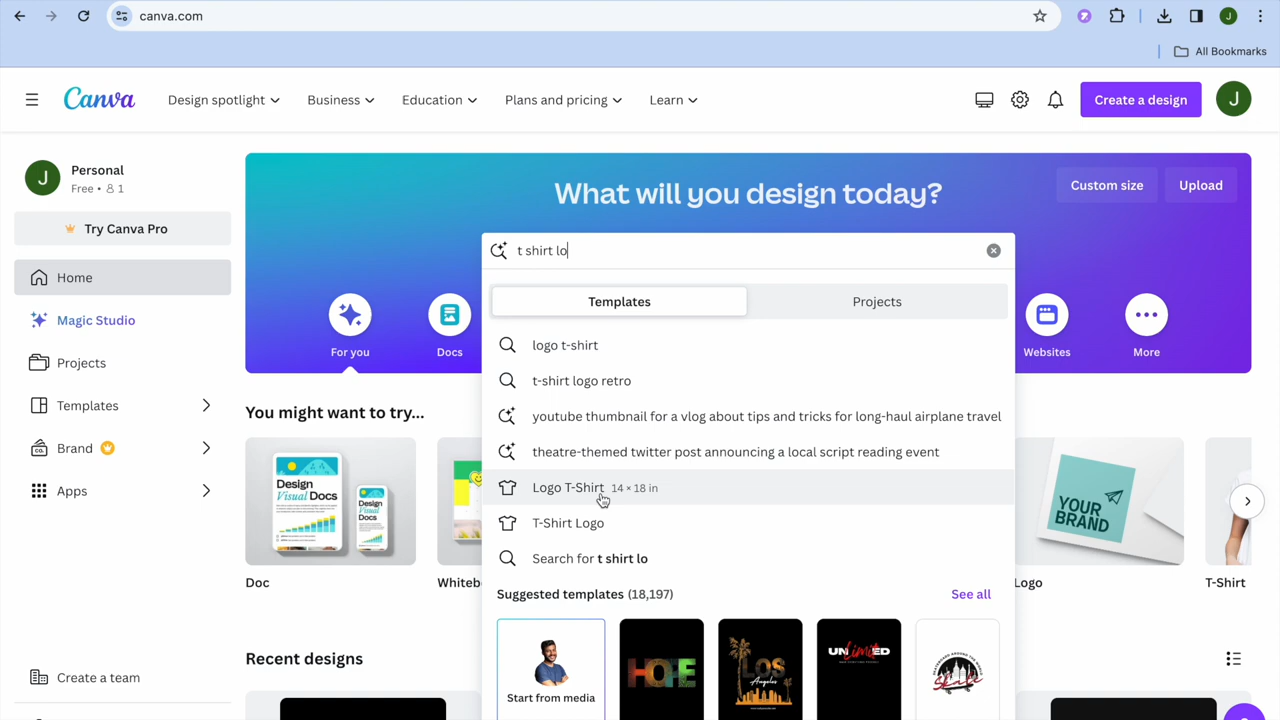 canva.com
All Bookmarks
Canva
Design spotlight
Business
Education
Plans and pricing
Learn
Create a design
J
J
Personal
Free • 1
Try Canva Pro
Home
Magic Studio
Projects
Templates
Brand
Apps
Create a team
What will you design today?
Custom size
Upload
t shirt lo
Templates
Projects
logo t-shirt
t-shirt logo retro
youtube thumbnail for a vlog about tips and tricks for long-haul airplane travel
theatre-themed twitter post announcing a local script reading event
Logo T-Shirt 14 × 18 in
T-Shirt Logo
Search for t shirt lo
Suggested templates (18,197)
See all
Start from media
HOPE
LOS
Angeles
UNLIMITED
For you
Docs
Websites
More
You might want to try...
Design
Visual Docs
Design
Visual Docs
YOUR
BRAND
Doc
Whiteb
Logo
T-Shirt
Recent designs